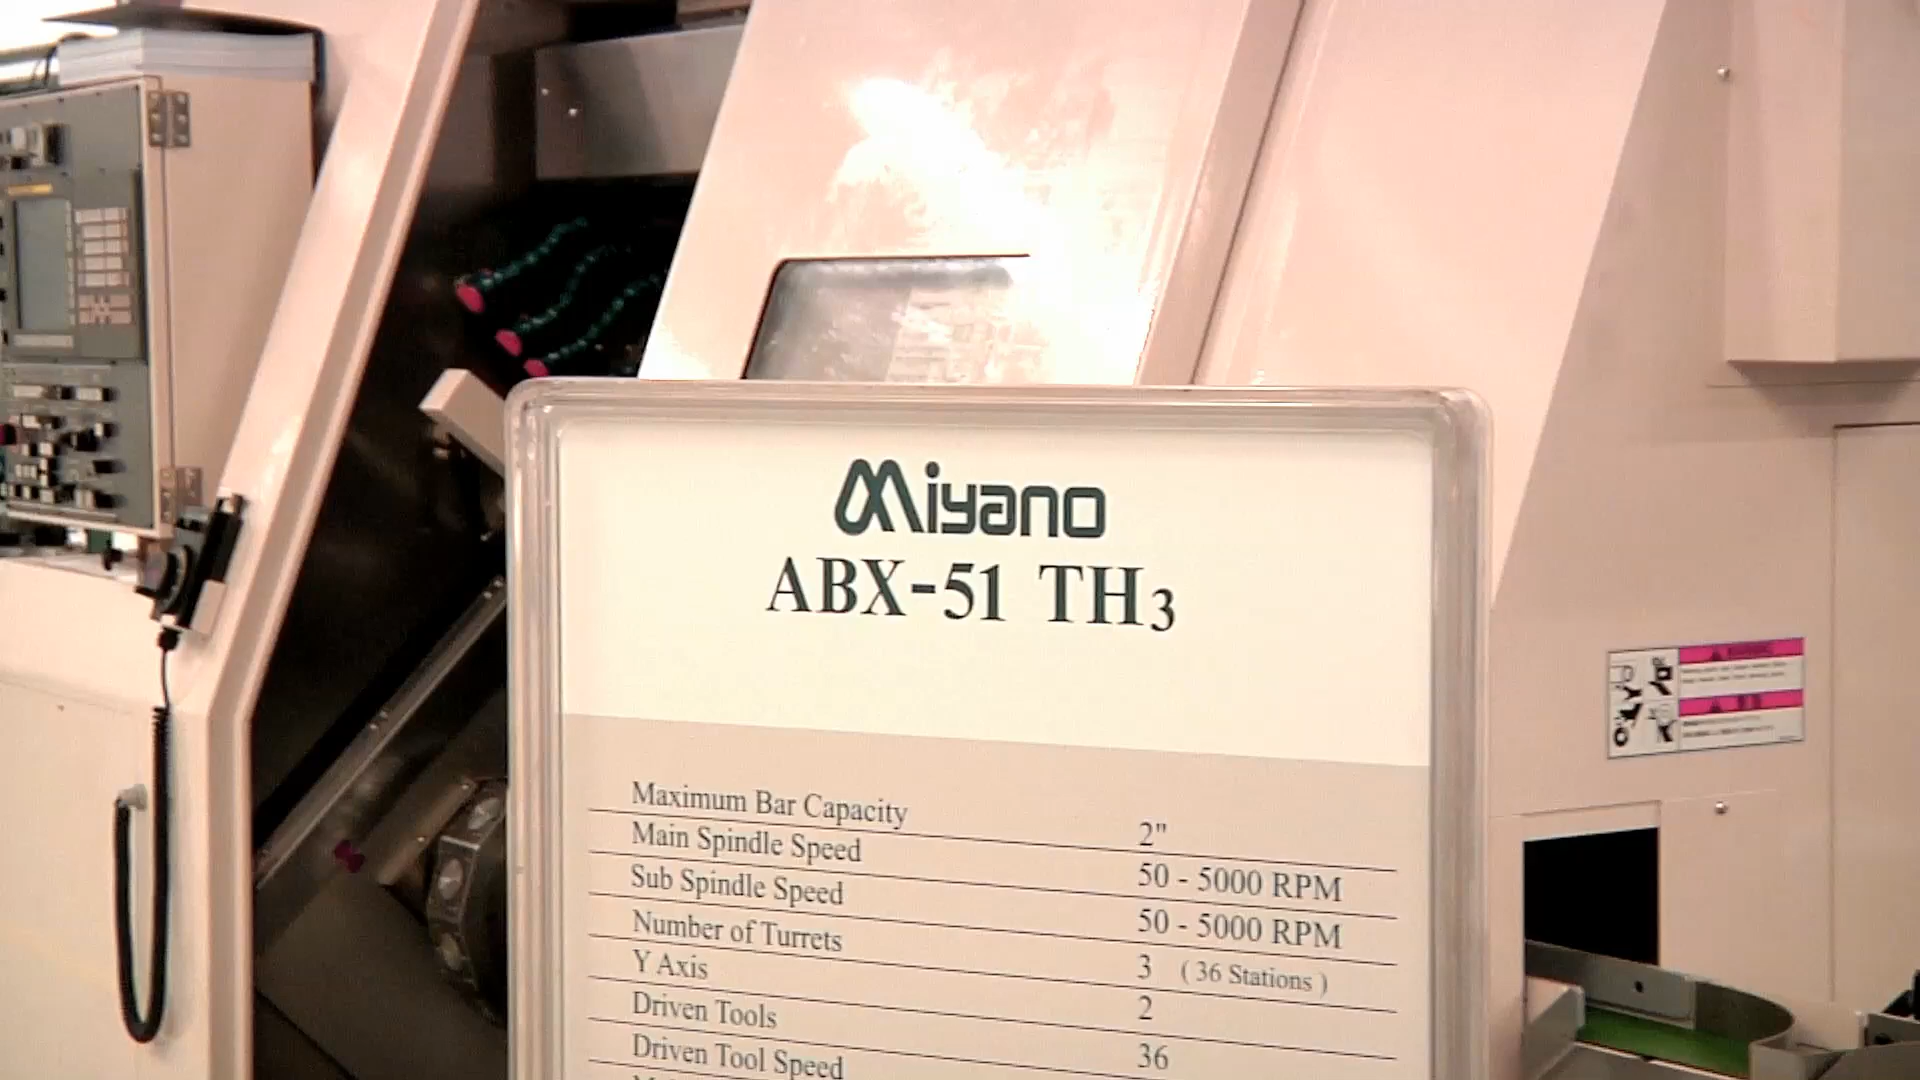 Miyano
ABX-51 TH3
Maximum Bar Capacity 2"
Main Spindle Speed 50 - 5000 RPM
Sub Spindle Speed 50 - 5000 RPM
Number of Turrets 3 ( 36 Stations )
Y Axis 2
Driven Tools 36
Driven Tool Speed